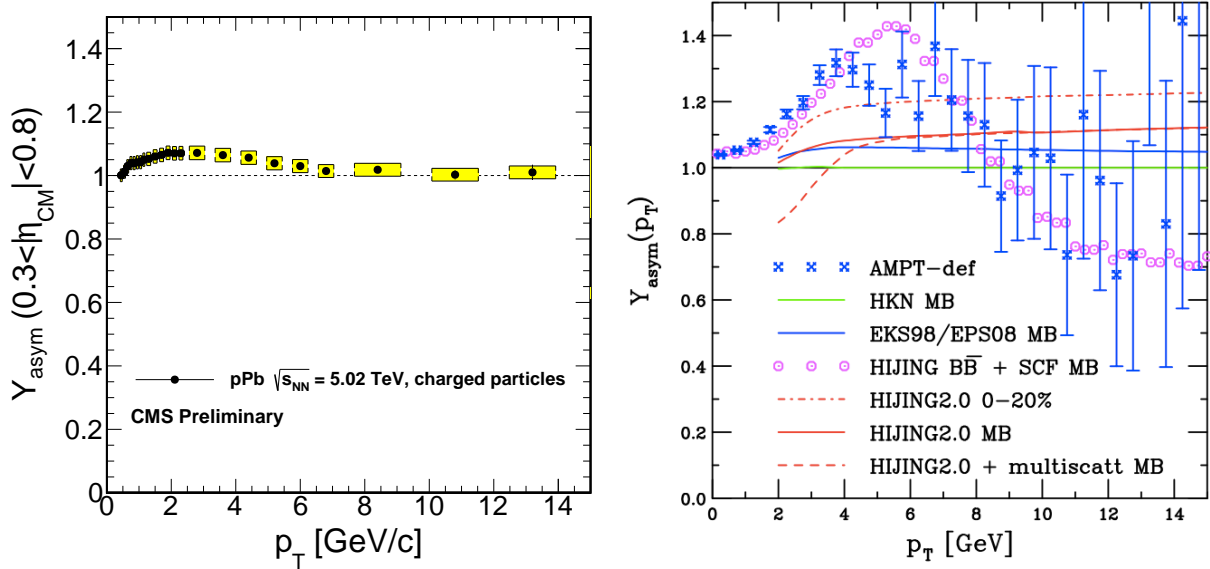 1.4
1.2
1
0.8
0.6
0.4
0.2
0
Y_asym (0.3<|η_CM|<0.8)
pPb √s_NN = 5.02 TeV, charged particles
CMS Preliminary
0 2 4 6 8 10 12 14
p_T [GeV/c]
1.4
1.2
1.0
0.8
0.6
0.4
0.2
0.0
Y_asym(p_T)
AMPT-def
HKN MB
EKS98/EPS08 MB
HIJING BB̅ + SCF MB
HIJING2.0 0-20%
HIJING2.0 MB
HIJING2.0 + multiscatt MB
0 2 4 6 8 10 12 14
p_T [GeV]